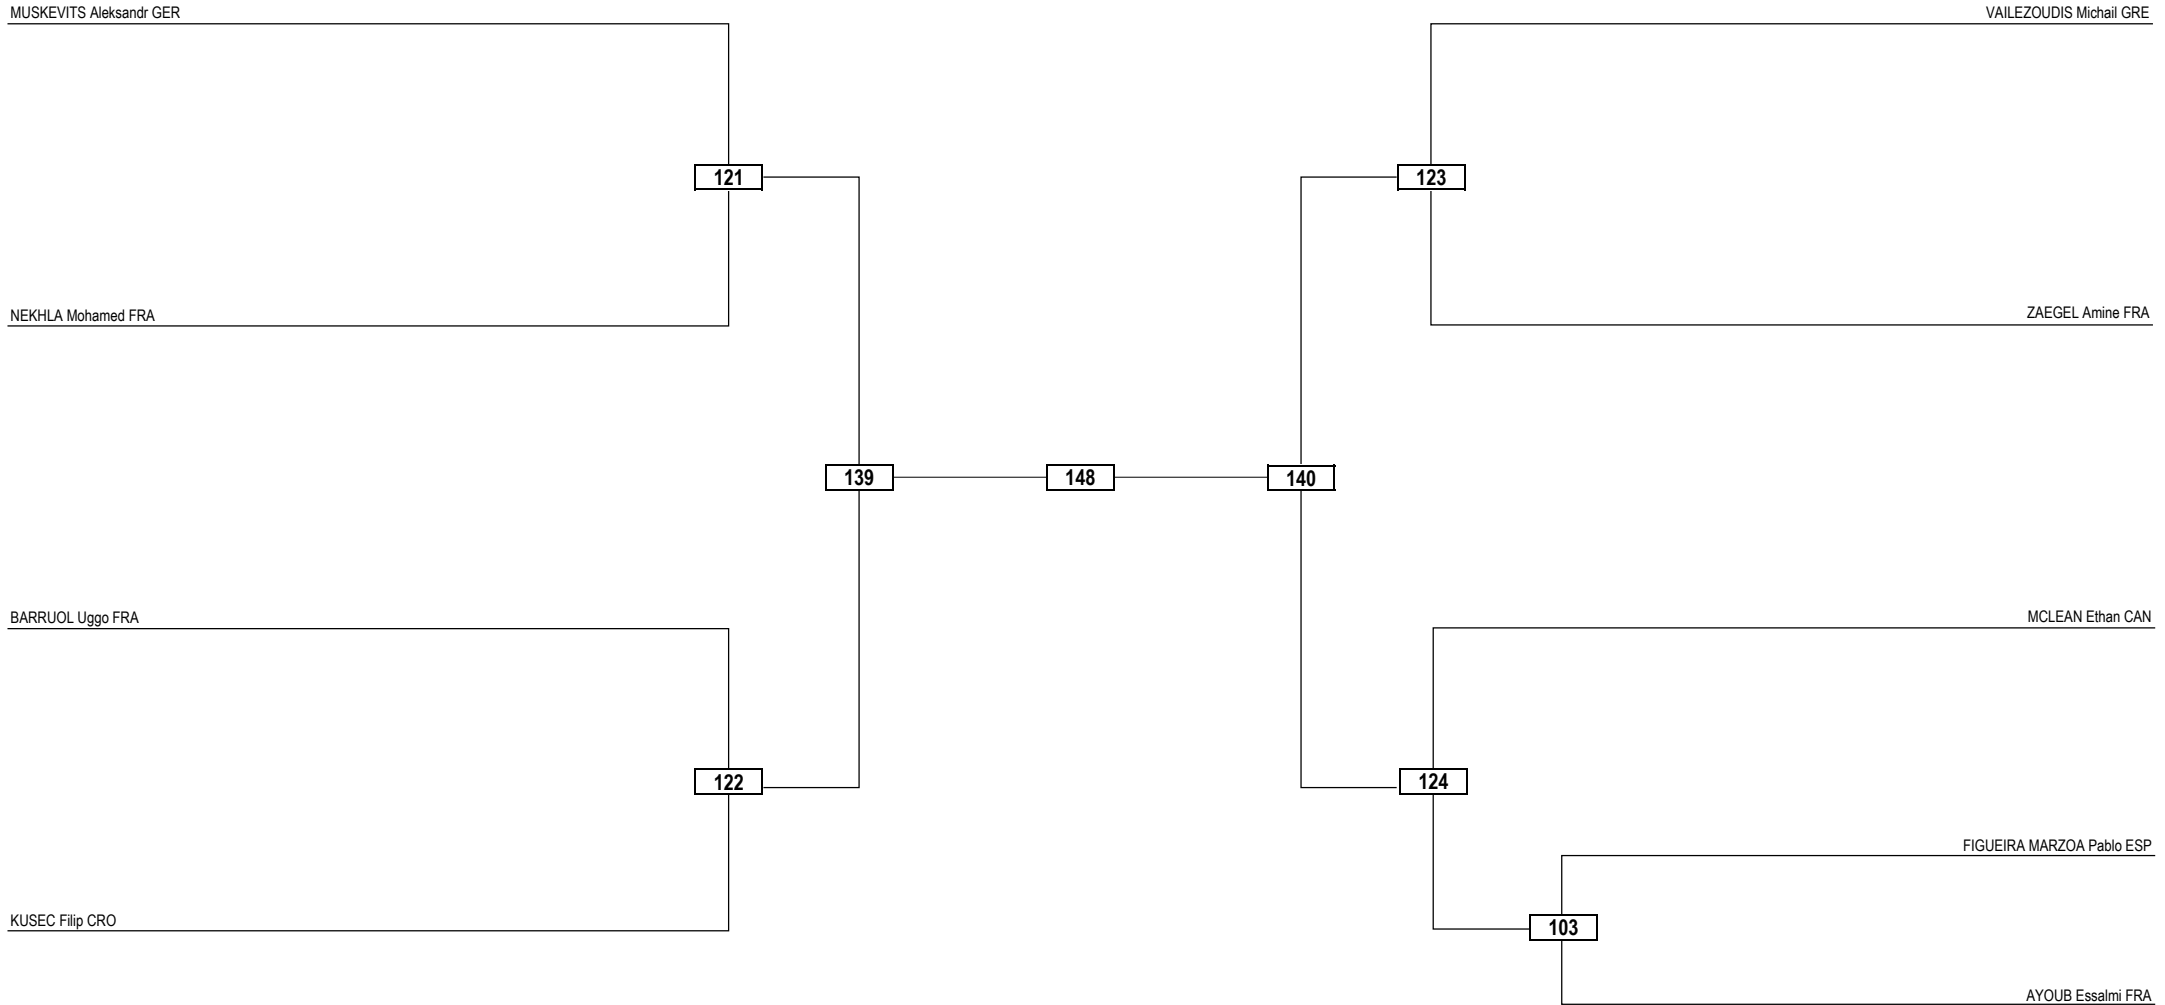 MUSKEVITS Aleksandr GER
VAILEZOUDIS Michail GRE
121
123
NEKHLA Mohamed FRA
ZAEGEL Amine FRA
139
148
140
BARRUOL Uggo FRA
MCLEAN Ethan CAN
122
124
FIGUEIRA MARZOA Pablo ESP
KUSEC Filip CRO
103
AYOUB Essalmi FRA